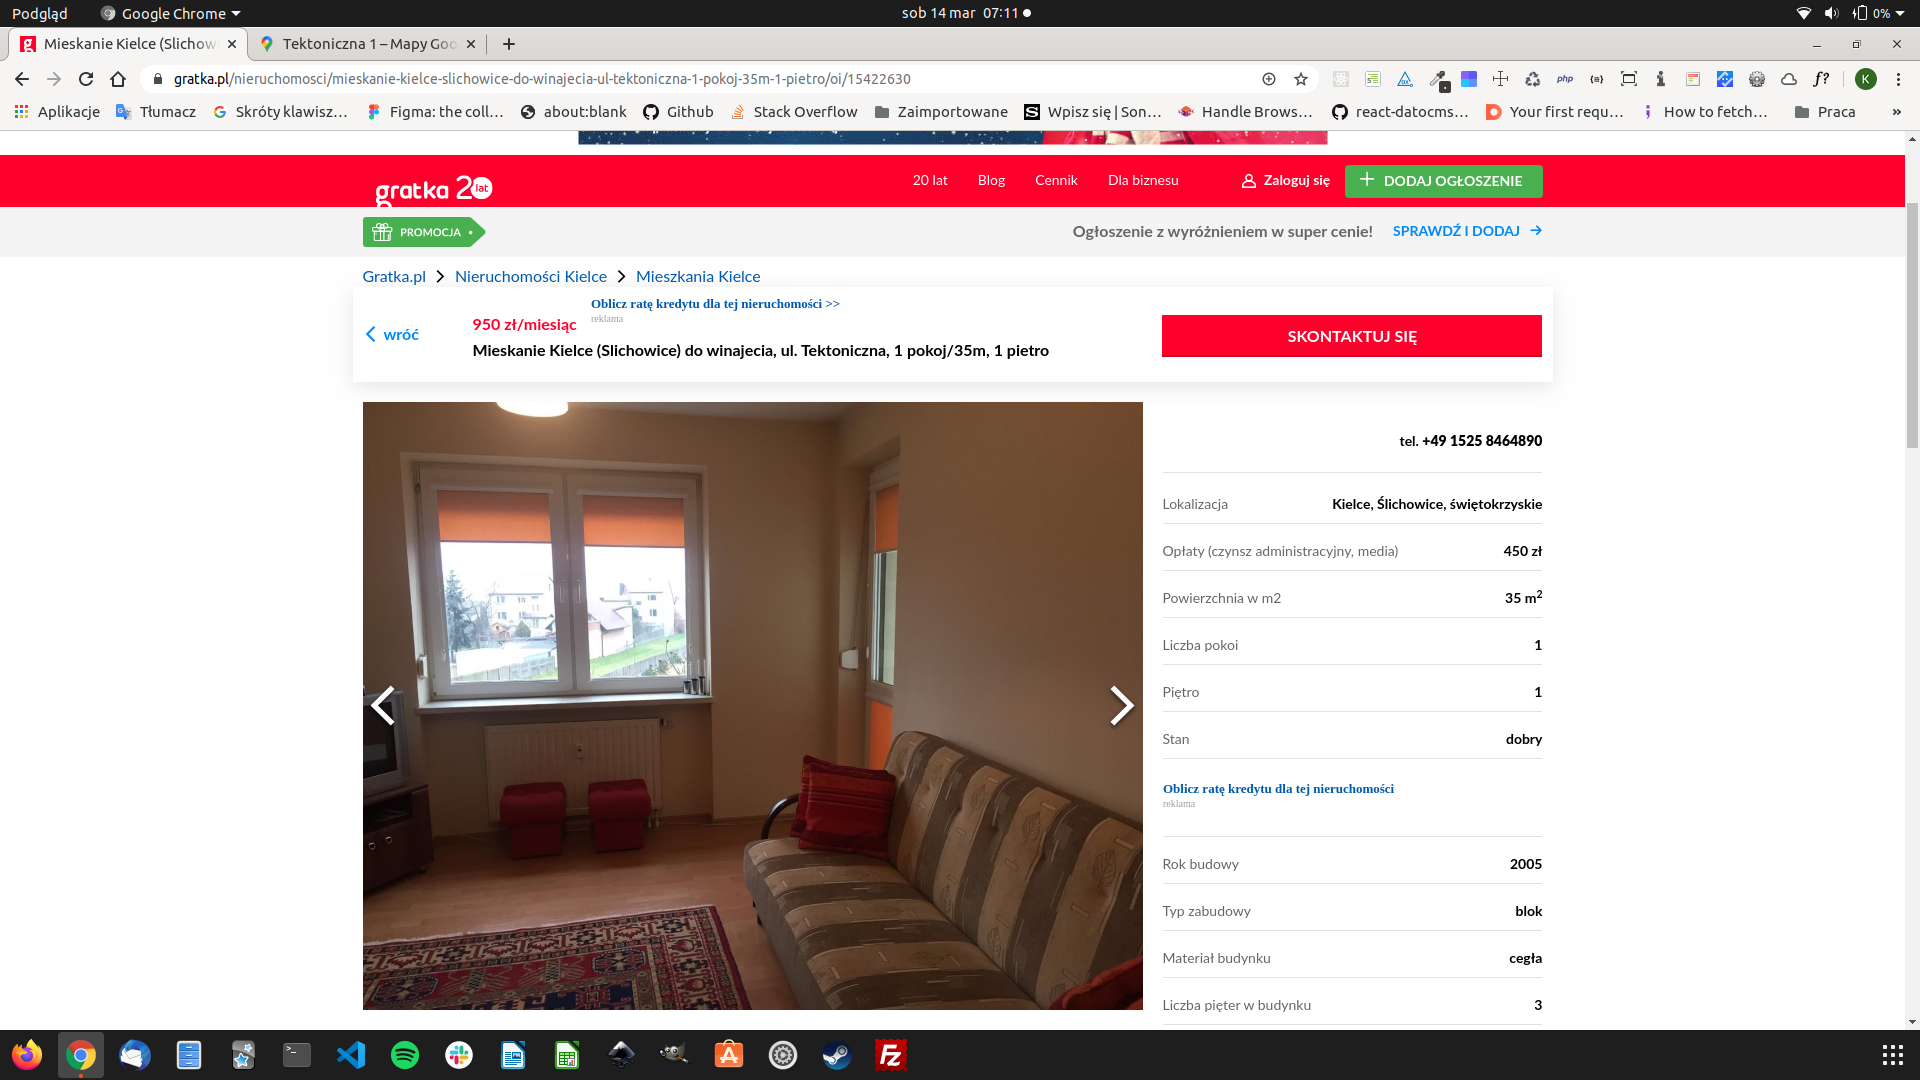 Podgląd
Google Chrome
sob 14 mar 07:11
0%
Mieskanie Kielce (Slichow
Tektoniczna 1 – Mapy Goo
gratka.pl/nieruchomosci/mieskanie-kielce-slichowice-do-winajecia-ul-tektoniczna-1-pokoj-35m-1-pietro/oi/15422630
php
f?
K
Aplikacje
Tłumacz
Skróty klawisz...
Figma: the coll...
about:blank
Github
Stack Overflow
Zaimportowane
Wpisz się | Son...
Handle Brows...
react-datocms...
Your first requ...
How to fetch...
Praca
»
gratka 20 lat
20 lat
Blog
Cennik
Dla biznesu
Zaloguj się
DODAJ OGŁOSZENIE
PROMOCJA
Ogłoszenie z wyróżnieniem w super cenie!
SPRAWDŹ I DODAJ
Gratka.pl
Nieruchomości Kielce
Mieszkania Kielce
Oblicz ratę kredytu dla tej nieruchomości >>
reklama
wróć
950 zł/miesiąc
Mieskanie Kielce (Slichowice) do winajecia, ul. Tektoniczna, 1 pokoj/35m, 1 pietro
SKONTAKTUJ SIĘ
tel. +49 1525 8464890
Lokalizacja Kielce, Ślichowice, świętokrzyskie
Opłaty (czynsz administracyjny, media) 450 zł
Powierzchnia w m2 35 m²
Liczba pokoi 1
Piętro 1
Stan dobry
Oblicz ratę kredytu dla tej nieruchomości
reklama
Rok budowy 2005
Typ zabudowy blok
Materiał budynku cegła
Liczba pięter w budynku 3